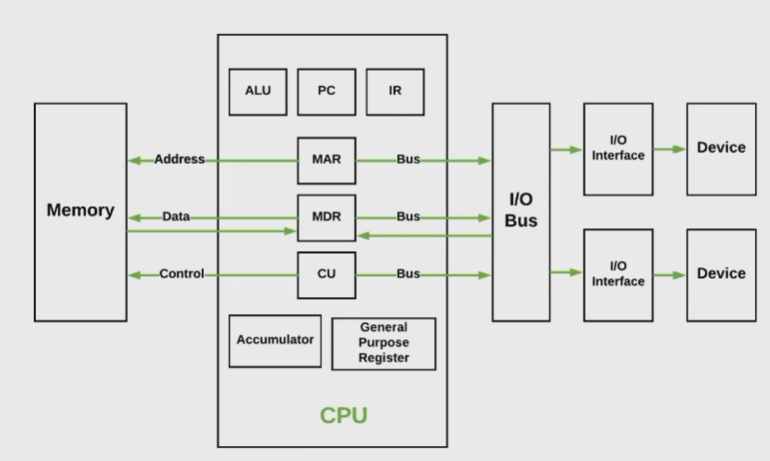 ALU
PC
IR
Memory
Address
MAR
Bus
Data
MDR
Bus
Control
CU
Bus
Accumulator
General
Purpose
Register
CPU
I/O
Bus
I/O
Interface
Device
I/O
Interface
Device